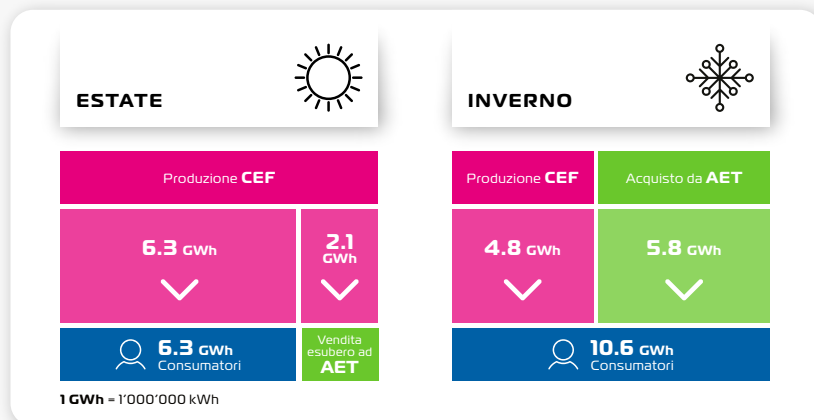 ESTATE
Produzione CEF
6.3 GWh
2.1
GWh
6.3 GWh
Consumatori
Vendita
esubero ad
AET
INVERNO
Produzione CEF
Acquisto da AET
4.8 GWh
5.8 GWh
10.6 GWh
Consumatori
1 GWh = 1’000’000 kWh